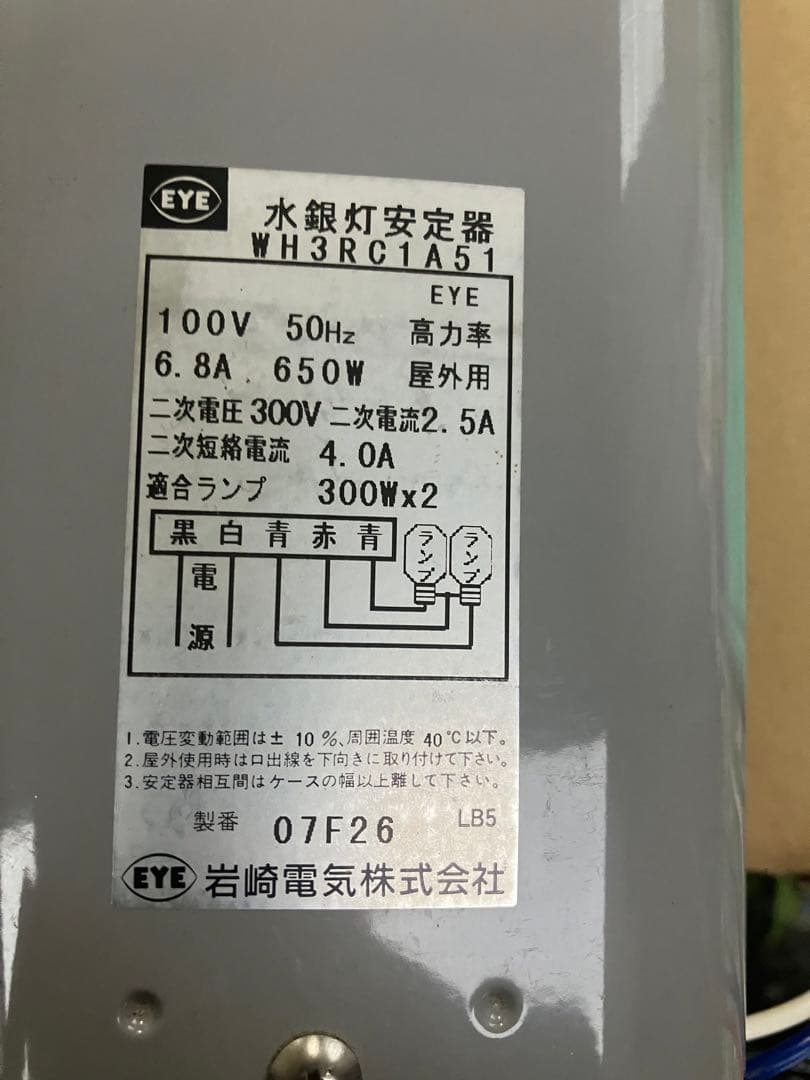 EYE 水銀灯安定器
WH3RC1A51
EYE
100V 50Hz 高力率
6.8A 650W 屋外用
二次電圧300V 二次電流2.5A
二次短絡電流 4.0A
適合ランプ 300Wx2
黒 白 青 赤 青
ランプ ランプ
電源
1.電圧変動範囲は± 10 %、周囲温度 40 ℃以下。
2.屋外使用時は口出線を下向きに取り付けて下さい。
3.安定器相互間はケースの幅以上離して下さい。
製番 07F26 LB5
EYE 岩崎電気株式会社